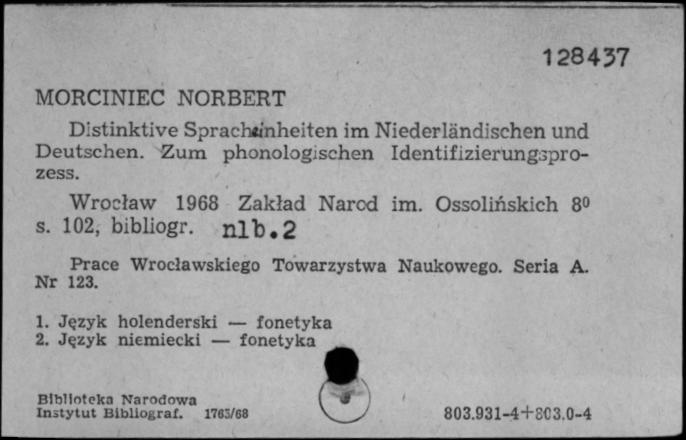 128437
MORCINIEC NORBERT
Distinktive Spracheinheiten im Niederländischen und
Deutschen. Zum phonologischen Identifizierungspro-
zess.
Wrocław 1968 Zakład Narod im. Ossolińskich 8⁰
s. 102, bibliogr. nlb.2
Prace Wrocławskiego Towarzystwa Naukowego. Seria A.
Nr 123.
1. Język holenderski — fonetyka
2. Język niemiecki — fonetyka
Biblioteka Narodowa
Instytut Bibliograf. 1763/68
803.931-4+803.0-4